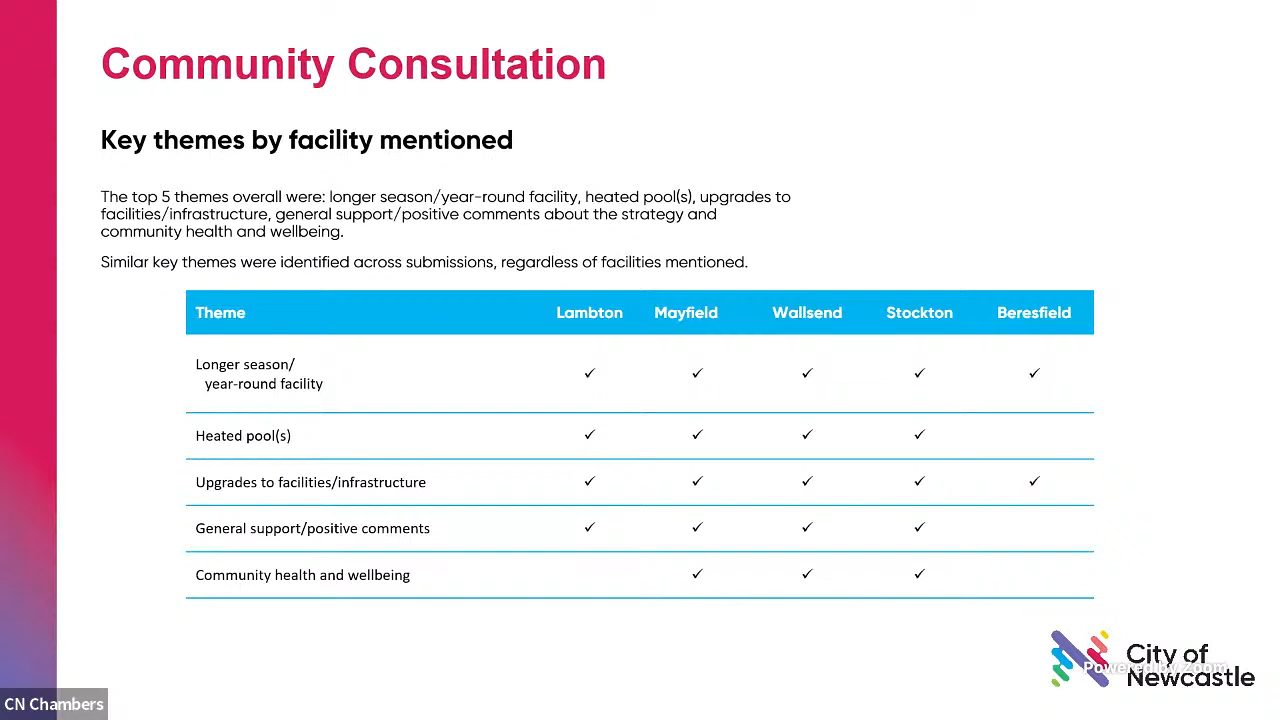 Community Consultation
Key themes by facility mentioned
The top 5 themes overall were: longer season/year-round facility, heated pool(s), upgrades to
facilities/infrastructure, general support/positive comments about the strategy and
community health and wellbeing.
Similar key themes were identified across submissions, regardless of facilities mentioned.
Theme Lambton Mayfield Wallsend Stockton Beresfield
Longer season/
year-round facility ✓ ✓ ✓ ✓ ✓
Heated pool(s) ✓ ✓ ✓ ✓
Upgrades to facilities/infrastructure ✓ ✓ ✓ ✓ ✓
General support/positive comments ✓ ✓ ✓ ✓
Community health and wellbeing ✓ ✓ ✓
City of
Powered by Zoom
Newcastle
CN Chambers